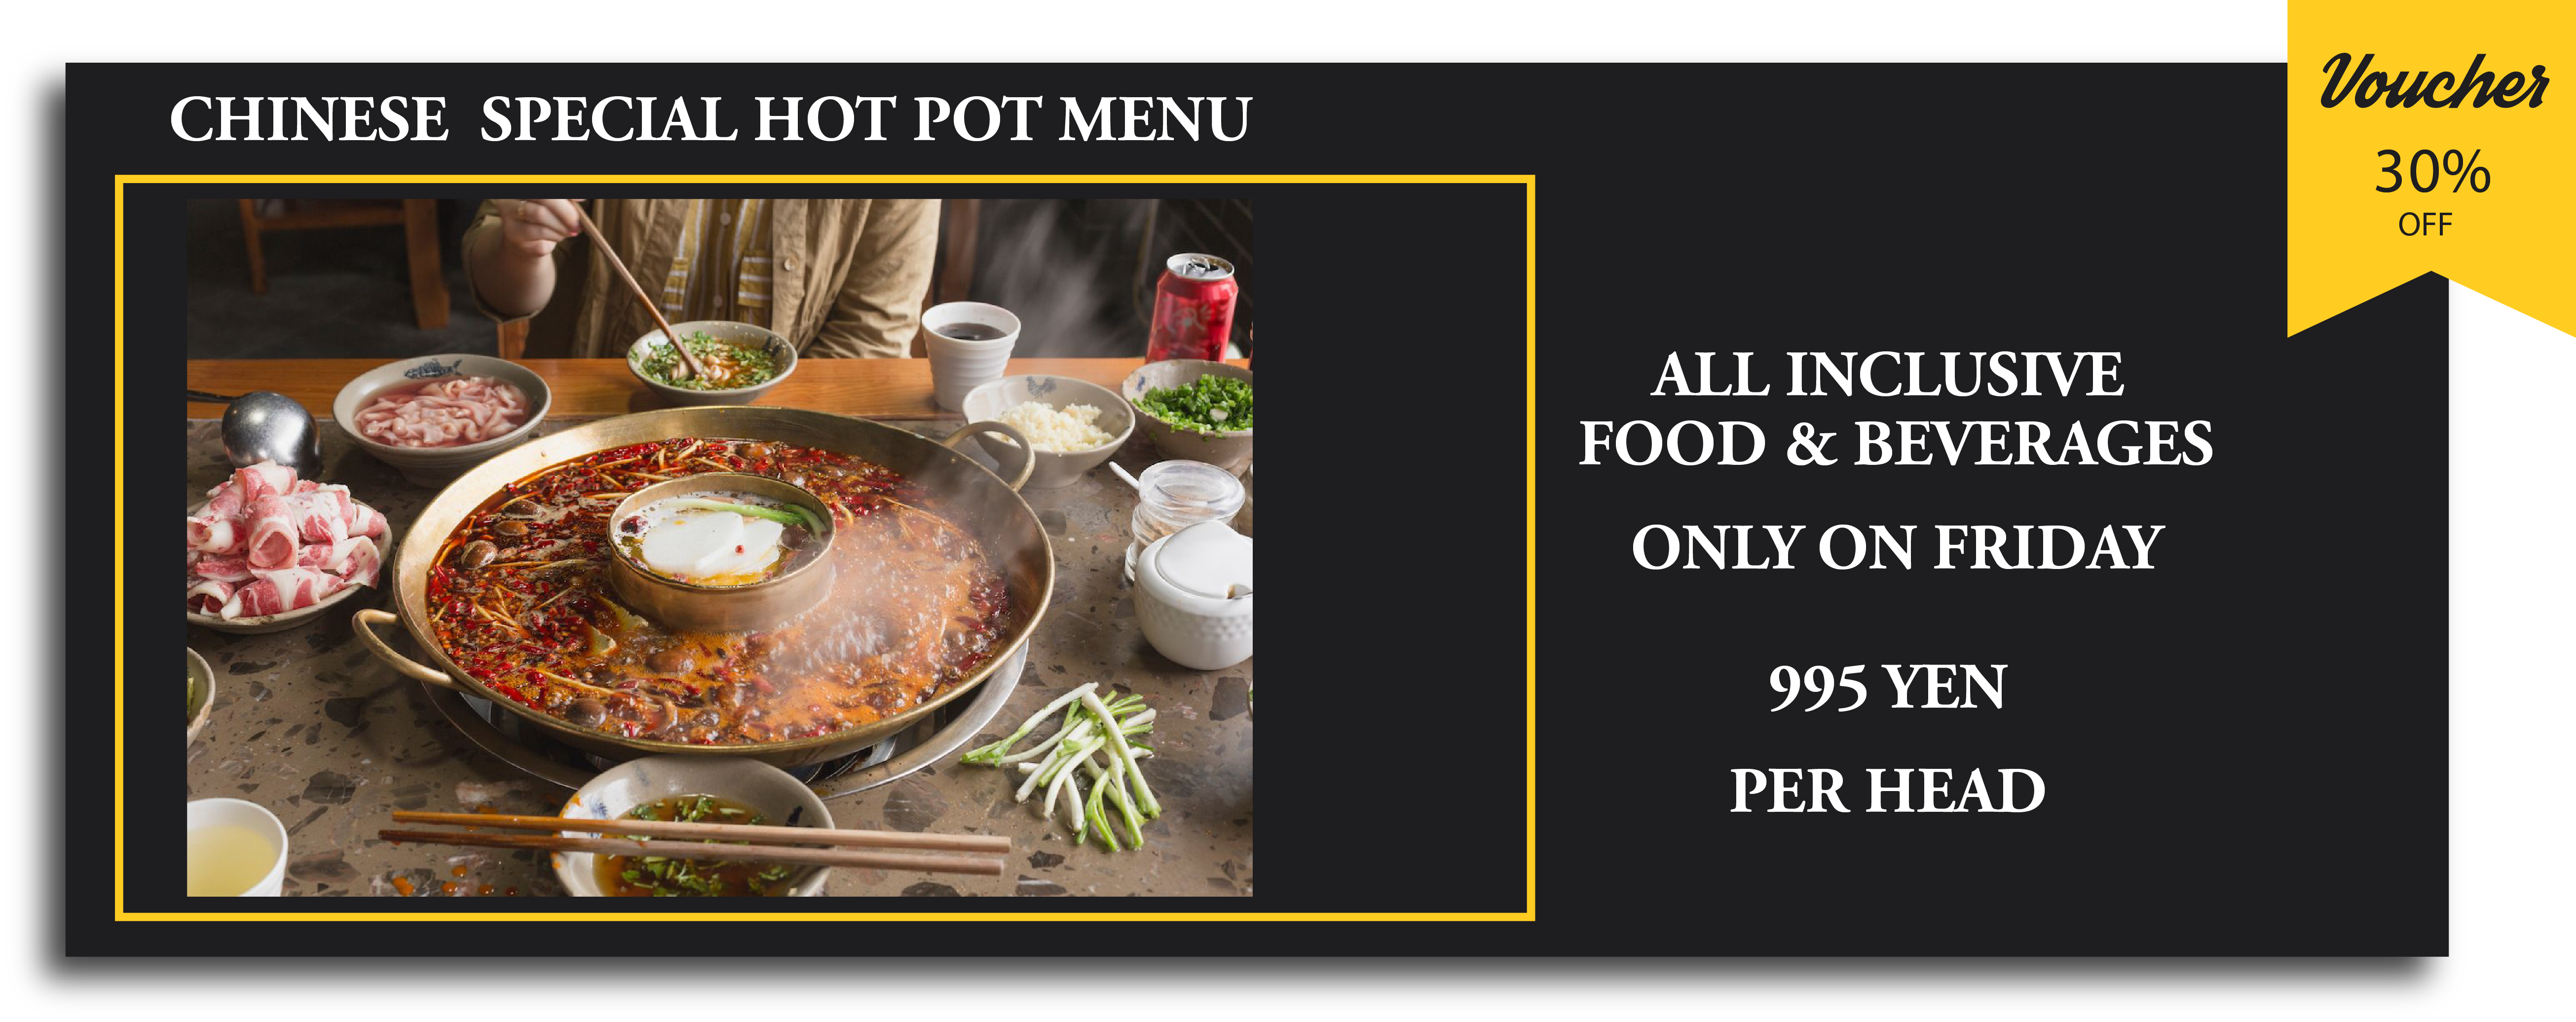 CHINESE  SPECIAL HOT POT MENU
Voucher
30%
OFF
ALL INCLUSIVE
FOOD & BEVERAGES
ONLY ON FRIDAY
995 YEN
PER HEAD